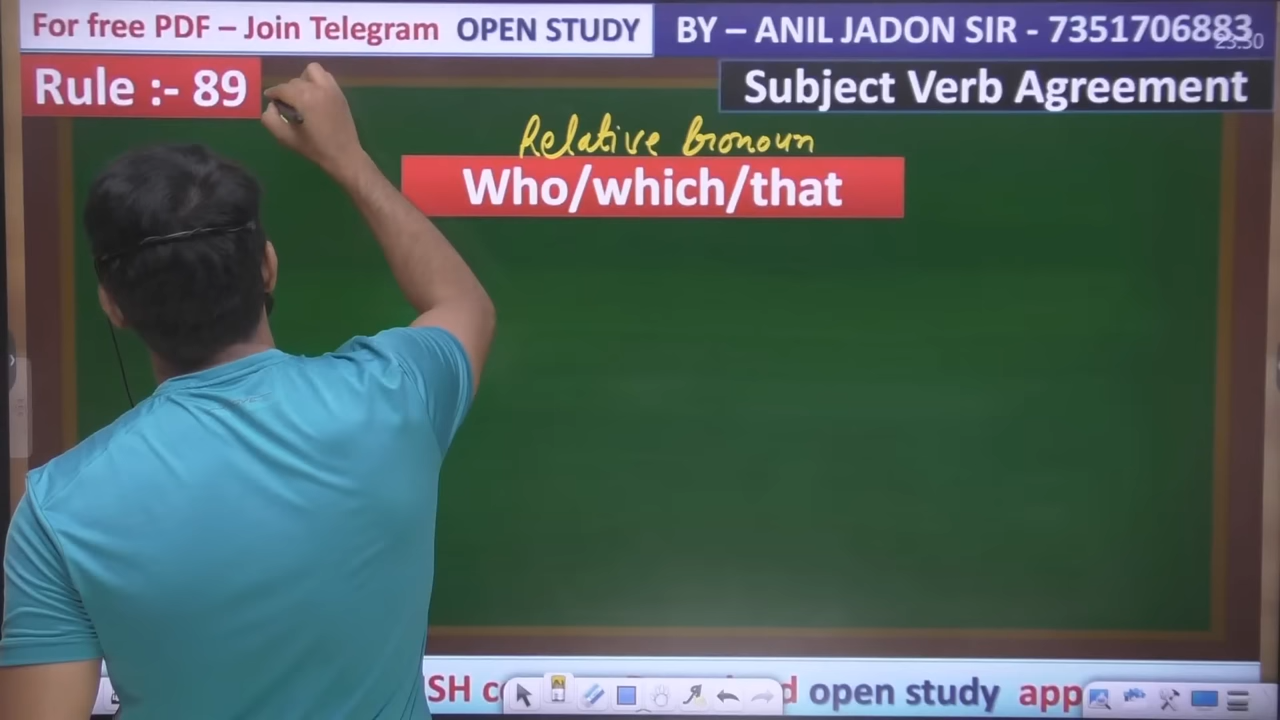 For free PDF – Join Telegram OPEN STUDY BY – ANIL JADON SIR - 7351706883
Rule :- 89
Subject Verb Agreement
Relative Pronoun
Who/which/that
SH
open study app